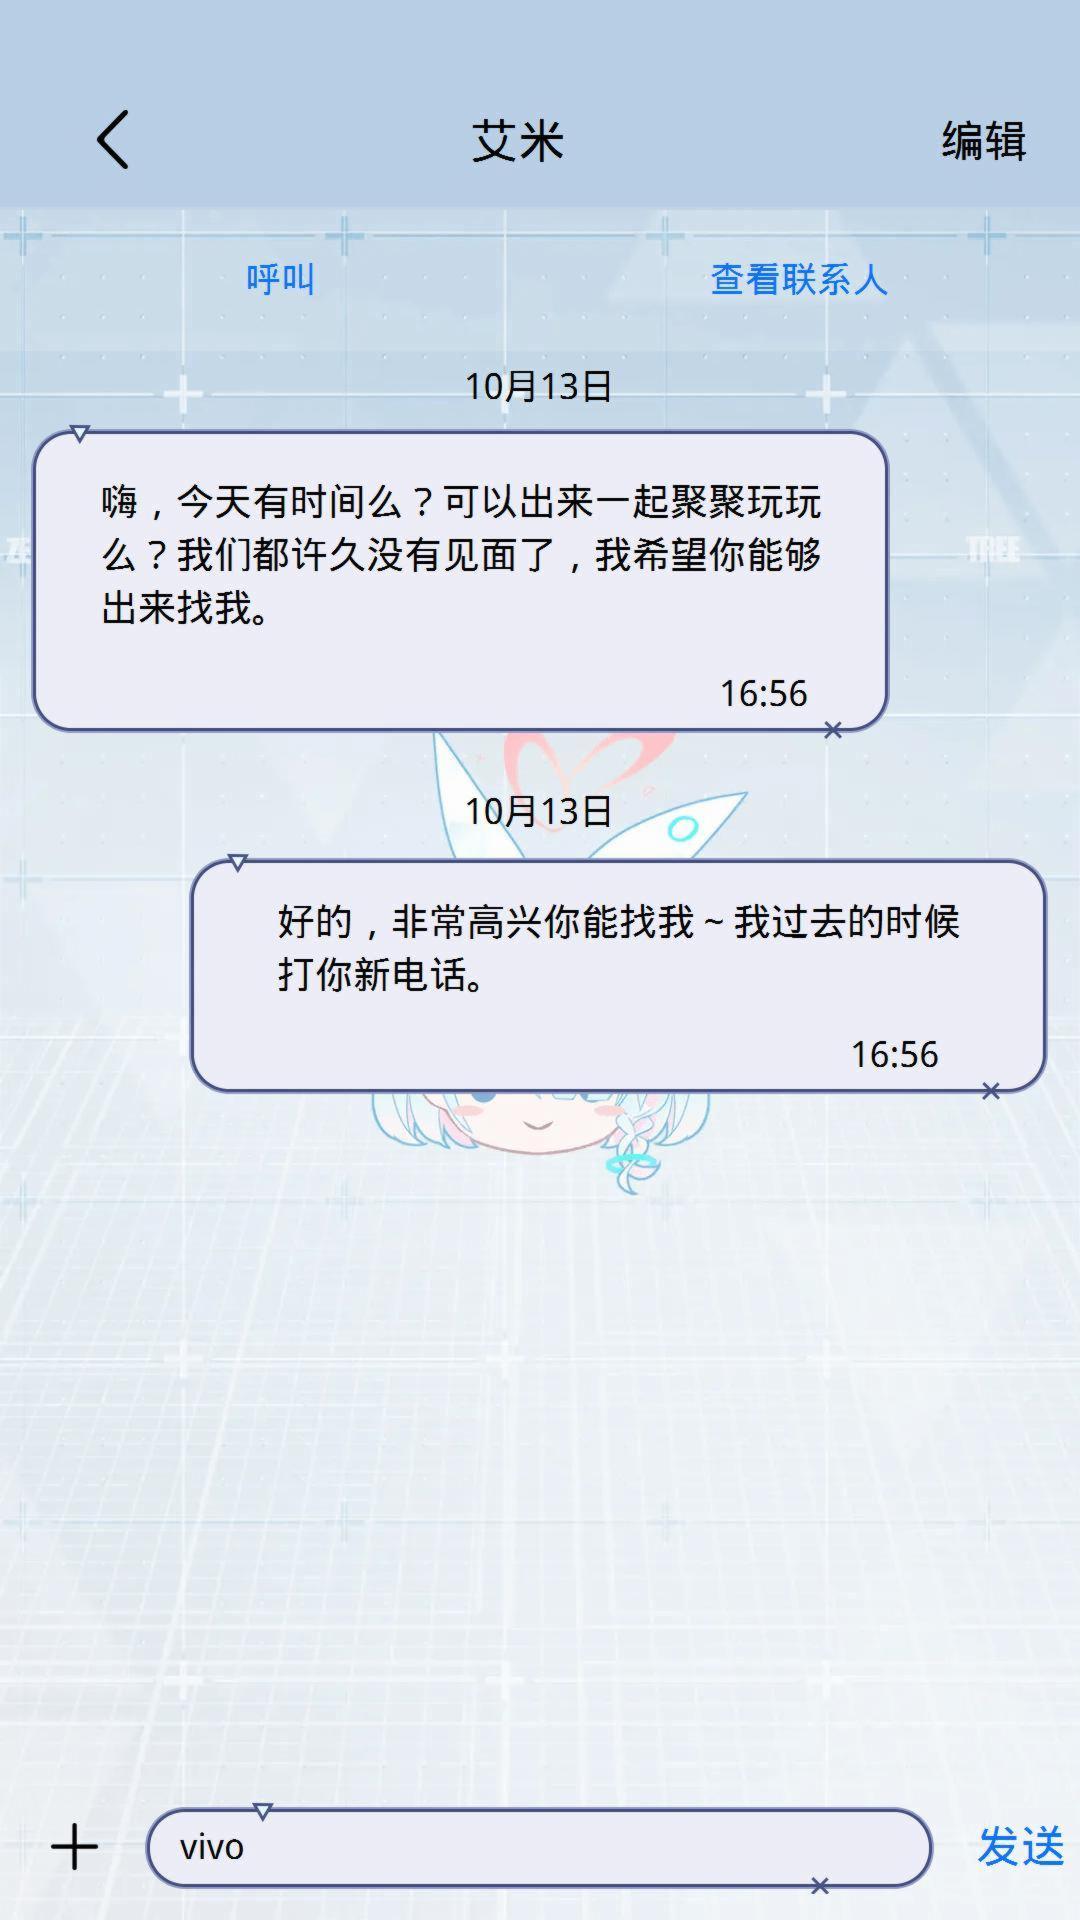 艾米
编辑
呼叫
查看联系人
10月13日
嗨，今天有时间么？可以出来一起聚聚玩玩
么？我们都许久没有见面了，我希望你能够
出来找我。
16:56
TREE
10月13日
好的，非常高兴你能找我～我过去的时候
打你新电话。
16:56
vivo
发送